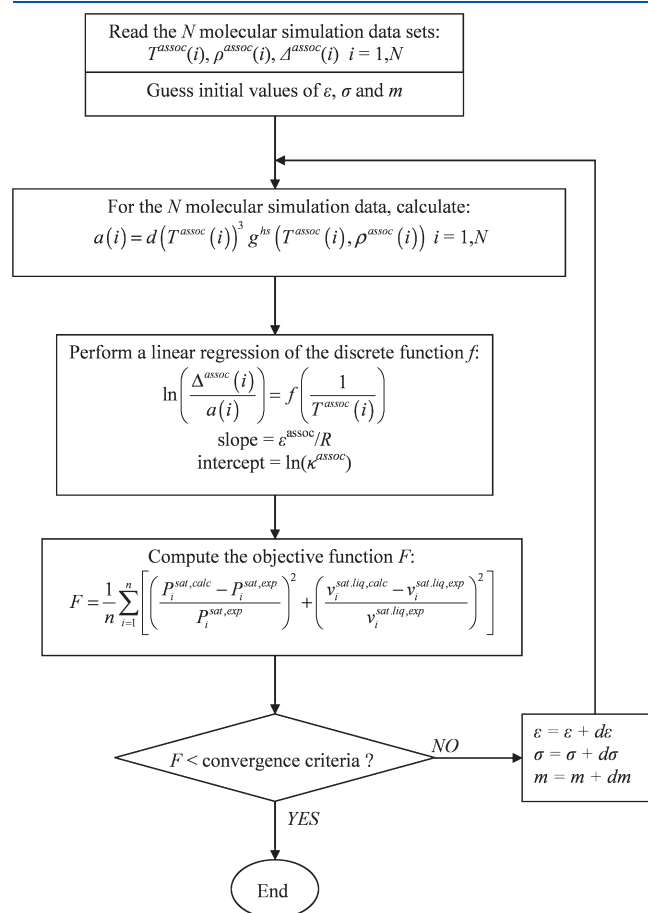 Read the N molecular simulation data sets:
T^assoc(i), ρ^assoc(i), Δ^assoc(i) i = 1,N
Guess initial values of ε, σ and m
For the N molecular simulation data, calculate:
a(i) = d(T^assoc(i))^3 g^hs(T^assoc(i), ρ^assoc(i)) i = 1,N
Perform a linear regression of the discrete function f:
ln(Δ^assoc(i) / a(i)) = f(1 / T^assoc(i))
slope = ε^assoc/R
intercept = ln(κ^assoc)
Compute the objective function F:
F = 1/n ∑_{i=1}^{n} [((P_i^{sat,calc} − P_i^{sat,exp}) / P_i^{sat,exp})^2 + ((v_i^{sat.liq,calc} − v_i^{sat.liq,exp}) / v_i^{sat.liq,exp})^2]
F < convergence criteria ?
NO
ε = ε + dε
σ = σ + dσ
m = m + dm
YES
End